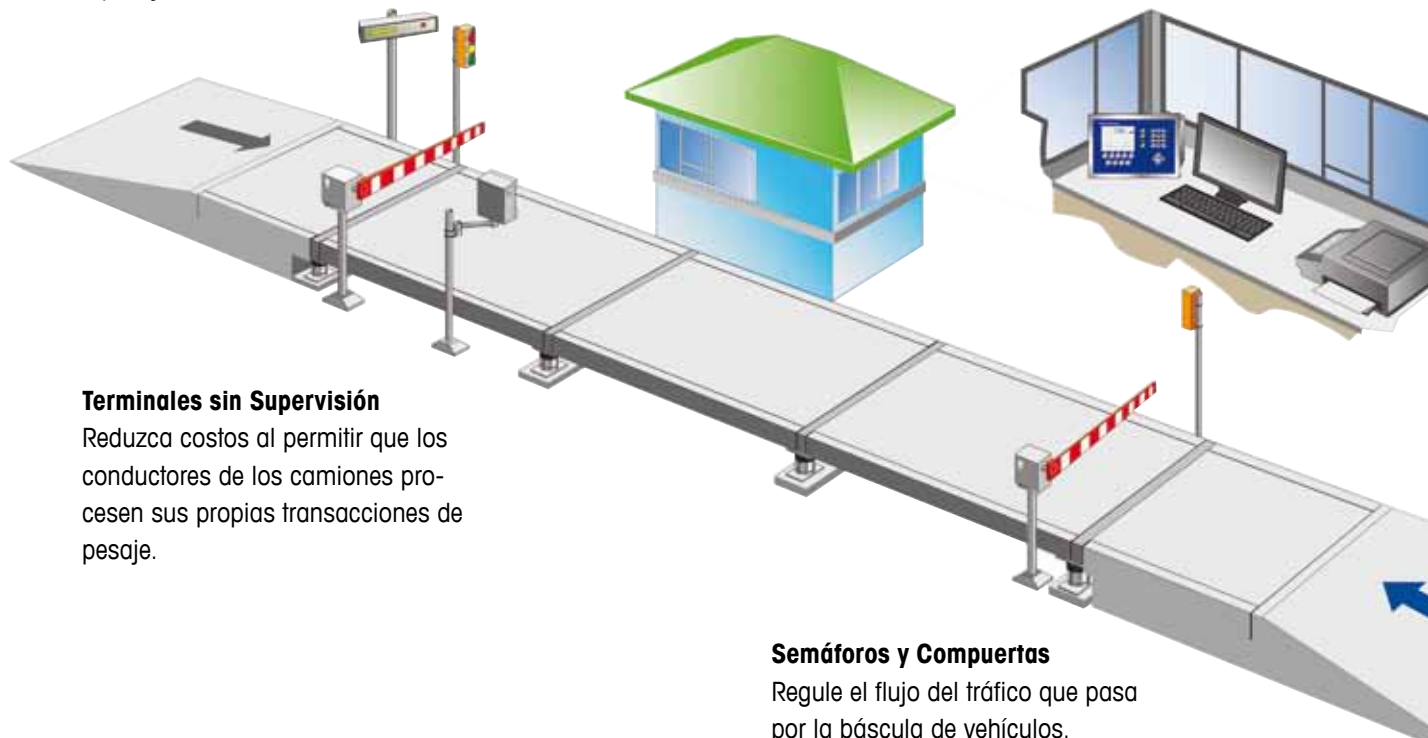 Terminales sin Supervisión
Reduzca costos al permitir que los
conductores de los camiones pro-
cesen sus propias transacciones de
pesaje.
Semáforos y Compuertas
Regule el flujo del tráfico que pasa
por la báscula de vehículos.